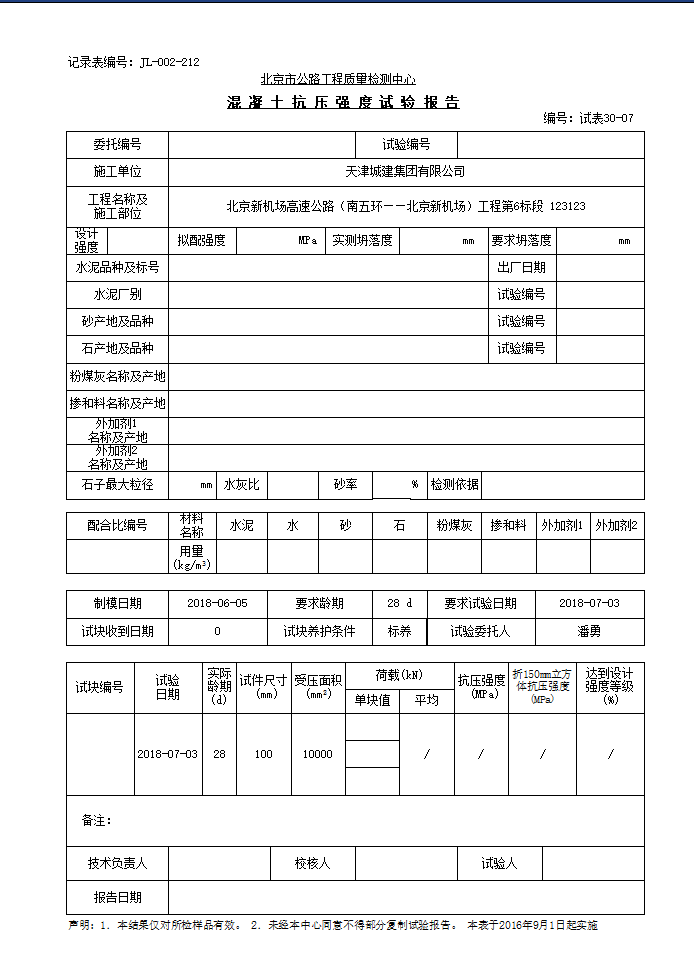 记录表编号：JL-002-212
北京市公路工程质量检测中心
混凝土抗压强度试验报告
编号：试表30-07
委托编号 试验编号
施工单位 天津城建集团有限公司
工程名称及
施工部位 北京新机场高速公路（南五环——北京新机场）工程第6标段 123123
设计
强度 拟配强度 MPa 实测坍落度 mm 要求坍落度 mm
水泥品种及标号 出厂日期
水泥厂别 试验编号
砂产地及品种 试验编号
石产地及品种 试验编号
粉煤灰名称及产地
掺和料名称及产地
外加剂1
名称及产地
外加剂2
名称及产地
石子最大粒径 mm 水灰比 砂率 % 检测依据
配合比编号 材料
名称 水泥 水 砂 石 粉煤灰 掺和料 外加剂1 外加剂2
用量
(kg/m³)
制模日期 2018-06-05 要求龄期 28 d 要求试验日期 2018-07-03
试块收到日期 0 试块养护条件 标养 试验委托人 潘勇
试块编号 试验
日期 实际
龄期
(d) 试件尺寸
(mm) 受压面积
(mm²) 荷载(kN) 抗压强度
(MPa) 折150mm立方
体抗压强度
(MPa) 达到设计
强度等级
(%)
单块值 平均
2018-07-03 28 100 10000 / / / /
备注：
技术负责人 校核人 试验人
报告日期
声明：1. 本结果仅对所检样品有效。 2. 未经本中心同意不得部分复制试验报告。 本表于2016年9月1日起实施